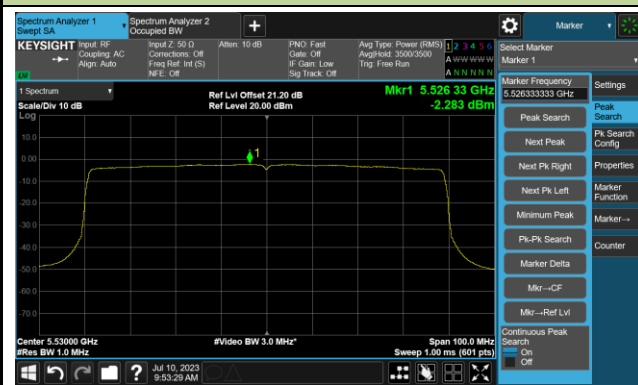 Spectrum Analyzer 1
Swept SA
Spectrum Analyzer 2
Occupied BW
+
Marker
KEYSIGHT
Input: RF
Coupling: AC
Align: Auto
Input Z: 50 Ω
Corrections: Off
Freq Ref: Int (S)
NFE: Off
Atten: 10 dB
PNO: Fast
Gate: Off
IF Gain: Low
Sig Track: Off
Avg Type: Power (RMS)
Avg|Hold: 3500/3500
Trig: Free Run
1 2 3 4 5 6
A W W W W W
A N N N N N
Select Marker
Marker 1
1 Spectrum
Scale/Div 10 dB
Log
Ref Lvl Offset 21.20 dB
Ref Level 20.00 dBm
Mkr1 5.526 33 GHz
-2.283 dBm
10.0
0.00
-10.0
-20.0
-30.0
-40.0
-50.0
-60.0
-70.0
1
Center 5.53000 GHz
#Res BW 1.0 MHz
#Video BW 3.0 MHz*
Span 100.0 MHz
Sweep 1.00 ms (601 pts)
Marker Frequency
5.526333333 GHz
Peak Search
Next Peak
Next Pk Right
Next Pk Left
Minimum Peak
Pk-Pk Search
Marker Delta
Mkr→CF
Mkr→Ref Lvl
Continuous Peak
Search
On
Off
Settings
Peak
Search
Pk Search
Config
Properties
Marker
Function
Marker→
Counter
?
Jul 10, 2023
9:53:29 AM